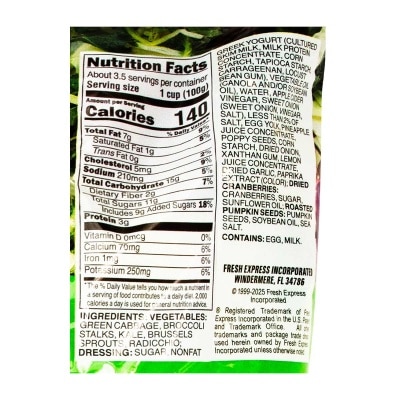 Nutrition Facts
About 3.5 servings per container
Serving size 1 cup (100g)
Amount per Serving
Calories 140
% Daily Value*
Total Fat 7g 9%
Saturated Fat 1g 5%
Trans Fat 0g
Cholesterol 5mg
Sodium 210mg 9%
Total Carbohydrate 15g 5%
Dietary Fiber 2g 7%
Total Sugars 11g
Includes 9g Added Sugars 18%
Protein 3g
Vitamin D 0mcg 0%
Calcium 79mg 6%
Iron 1mg 6%
Potassium 250mg 6%
*The % Daily Value tells you how much a nutrient in
a serving of food contributes to a daily diet. 2,000
calories a day is used for general nutrition advice.
INGREDIENTS: VEGETABLES:
GREEN CABBAGE, BROCCOLI
STALKS, KALE, BRUSSELS
SPROUTS, RADICCHIO;
DRESSING: SUGAR, NONFAT
GREEK YOGURT (CULTURED
SKIM MILK, MILK PROTEIN
CONCENTRATE, CORN
STARCH, TAPIOCA STARCH,
CARRAGEENAN, LOCUST
BEAN GUM), VEGETABLE OIL
(CANOLA AND/OR SOYBEAN
OIL), WATER, APPLE CIDER
VINEGAR, SWEET ONION
(SWEET ONION, VINEGAR,
SALT), LESS THAN 2% OF
SALT, EGG YOLK, PINEAPPLE
JUICE CONCENTRATE,
POPPY SEEDS, CORN
STARCH, DRIED ONION,
XANTHAN GUM, LEMON
JUICE CONCENTRATE,
DRIED GARLIC, PAPRIKA
EXTRACT (COLOR); DRIED
CRANBERRIES:
CRANBERRIES, SUGAR,
SUNFLOWER OIL; ROASTED
PUMPKIN SEEDS: PUMPKIN
SEEDS, SOYBEAN OIL, SEA
SALT.
CONTAINS: EGG, MILK.
FRESH EXPRESS INCORPORATED
WINDERMERE, FL 34786
© 1999-2025 Fresh Express
Incorporated
® Registered Trademark of Fresh
Express Incorporated in the U.S. Patent
and Trademark Office. All other
trademarks and package trade dress
used herein owned by Fresh Express
Incorporated unless otherwise noted.